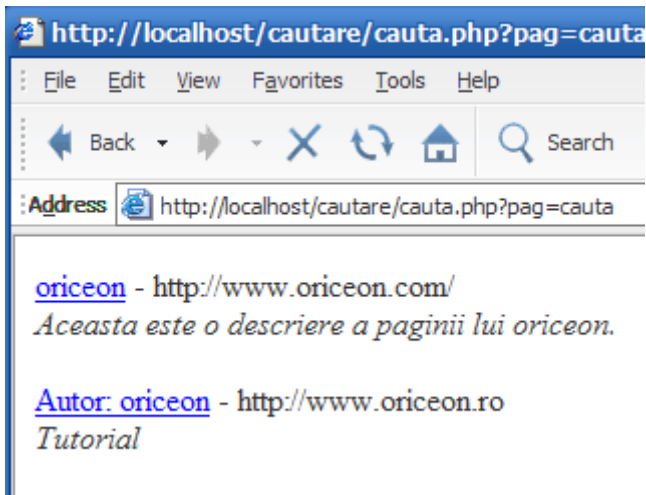 http://localhost/cautare/cauta.php?pag=cauta
File Edit View Favorites Tools Help
Back Search
Address http://localhost/cautare/cauta.php?pag=cauta
oriceon - http://www.oriceon.com/
Aceasta este o descriere a paginii lui oriceon.
Autor: oriceon - http://www.oriceon.ro
Tutorial